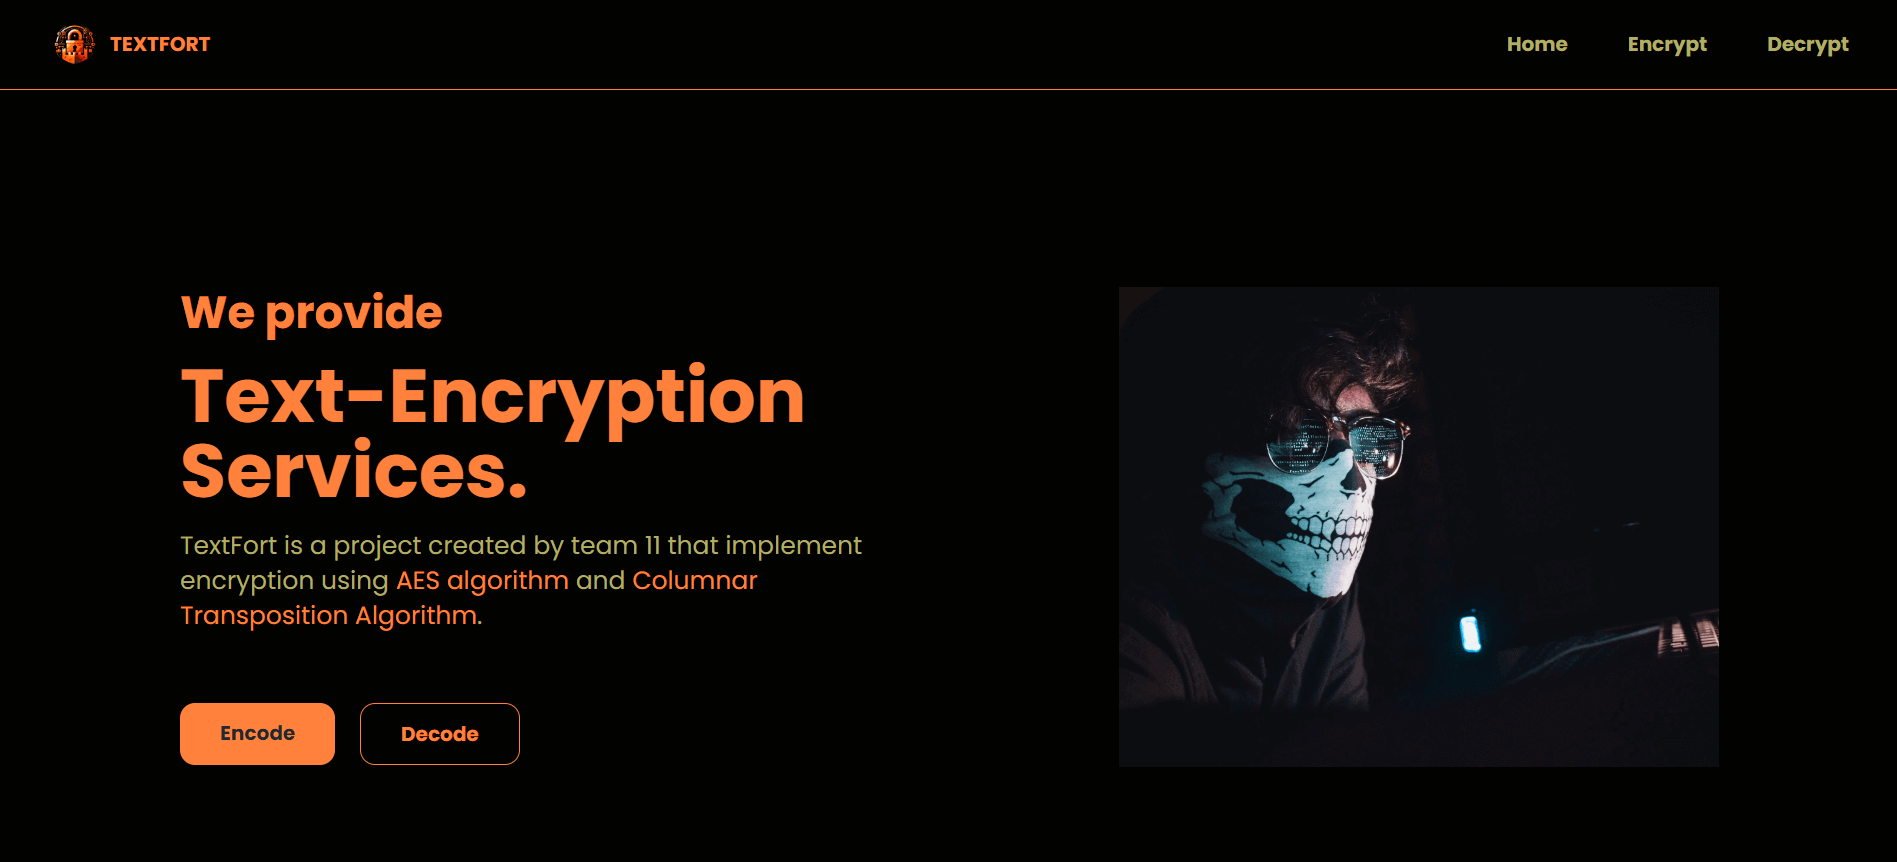 TEXTFORT
Home Encrypt Decrypt
We provide
Text-Encryption
Services.
TextFort is a project created by team 11 that implement
encryption using AES algorithm and Columnar
Transposition Algorithm.
Encode Decode